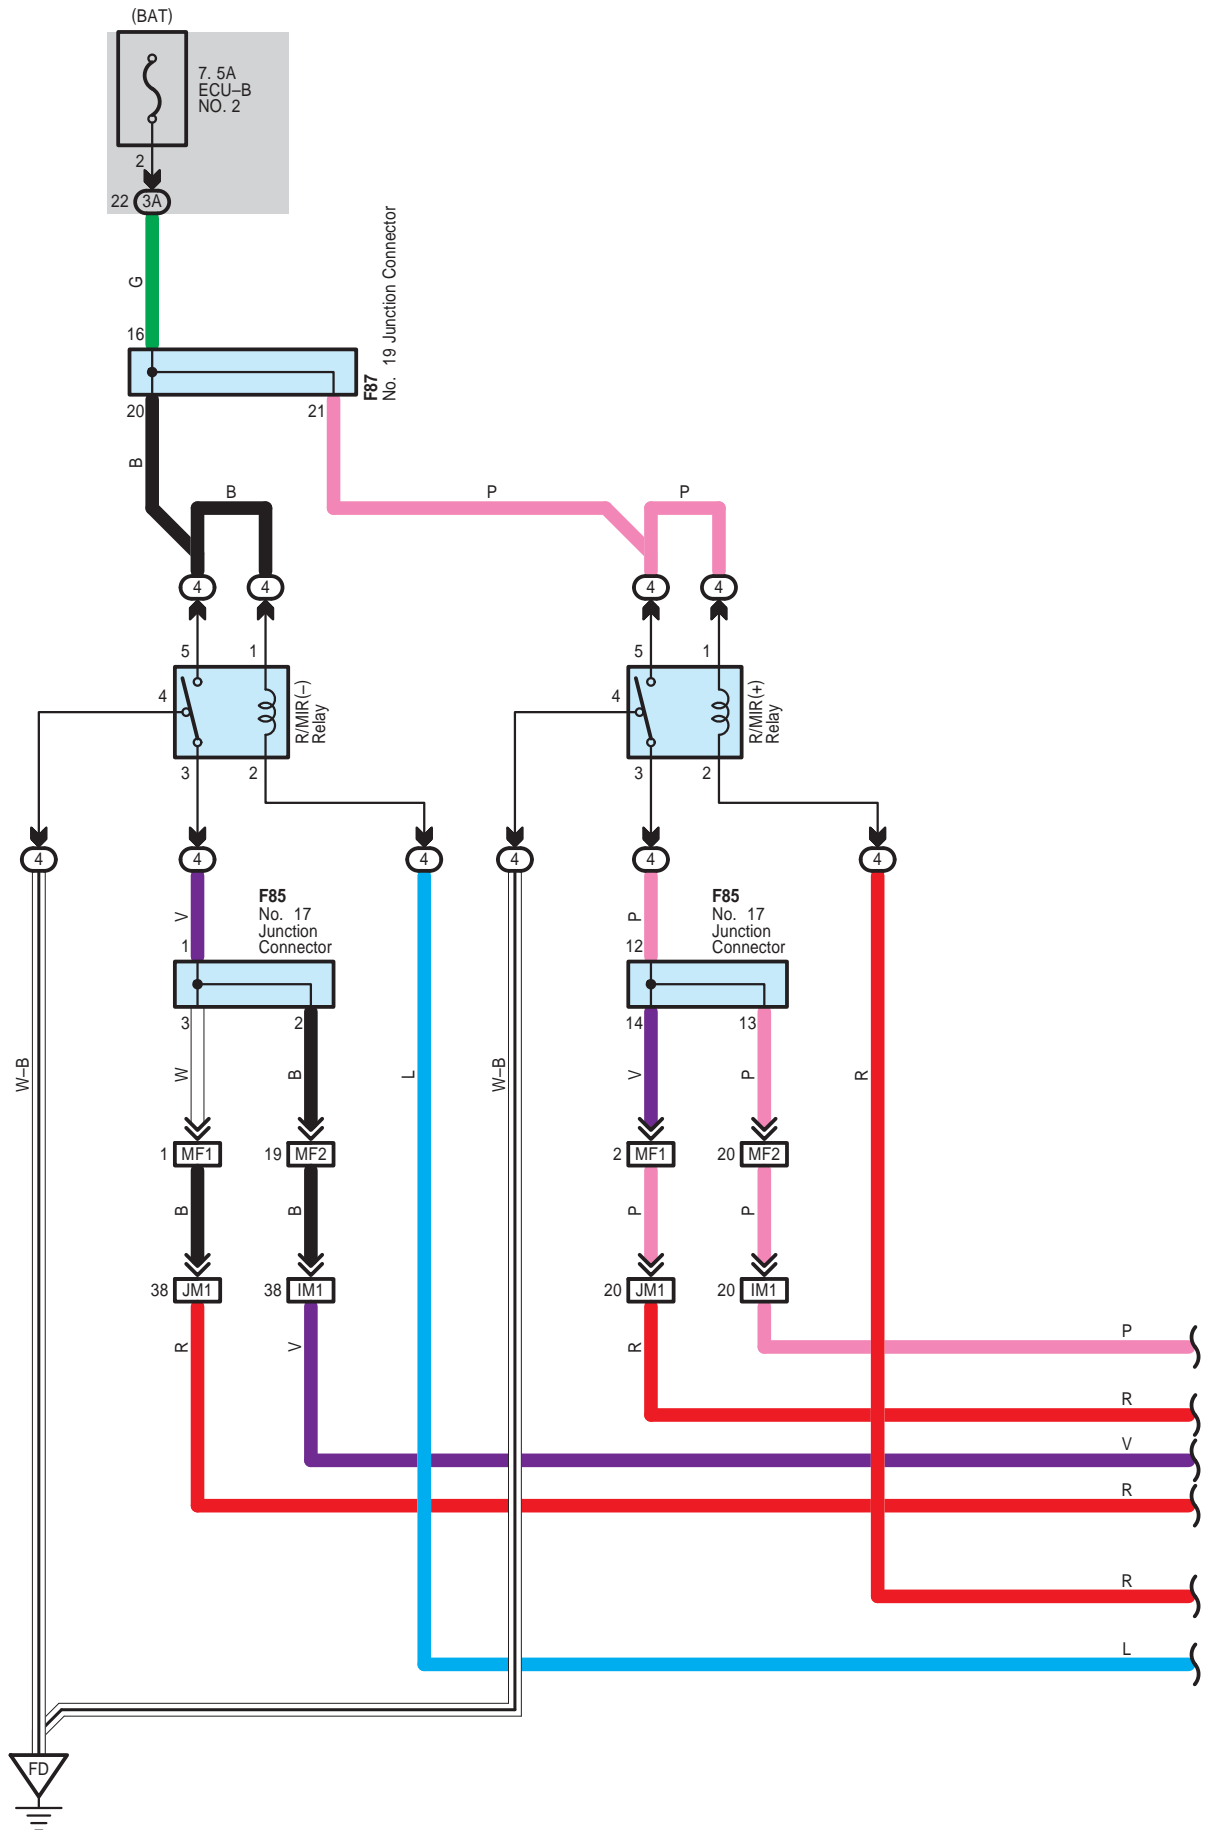 (BAT)
7. 5A
ECU–B
NO. 2
2
22
3A
G
16
F87
No. 19 Junction Connector
20
21
B
B
P
P
4
4
4
4
5
1
5
1
4
4
R/MIR(–)
Relay
R/MIR(+)
Relay
3
2
3
2
4
4
4
4
4
4
V
F85
No. 17
Junction
Connector
P
F85
No. 17
Junction
Connector
1
12
3
2
14
13
W–B
W
B
L
W–B
V
P
R
1
MF1
19
MF2
2
MF1
20
MF2
B
B
P
P
38
JM1
38
IM1
20
JM1
20
IM1
R
V
R
P
R
V
R
R
L
FD